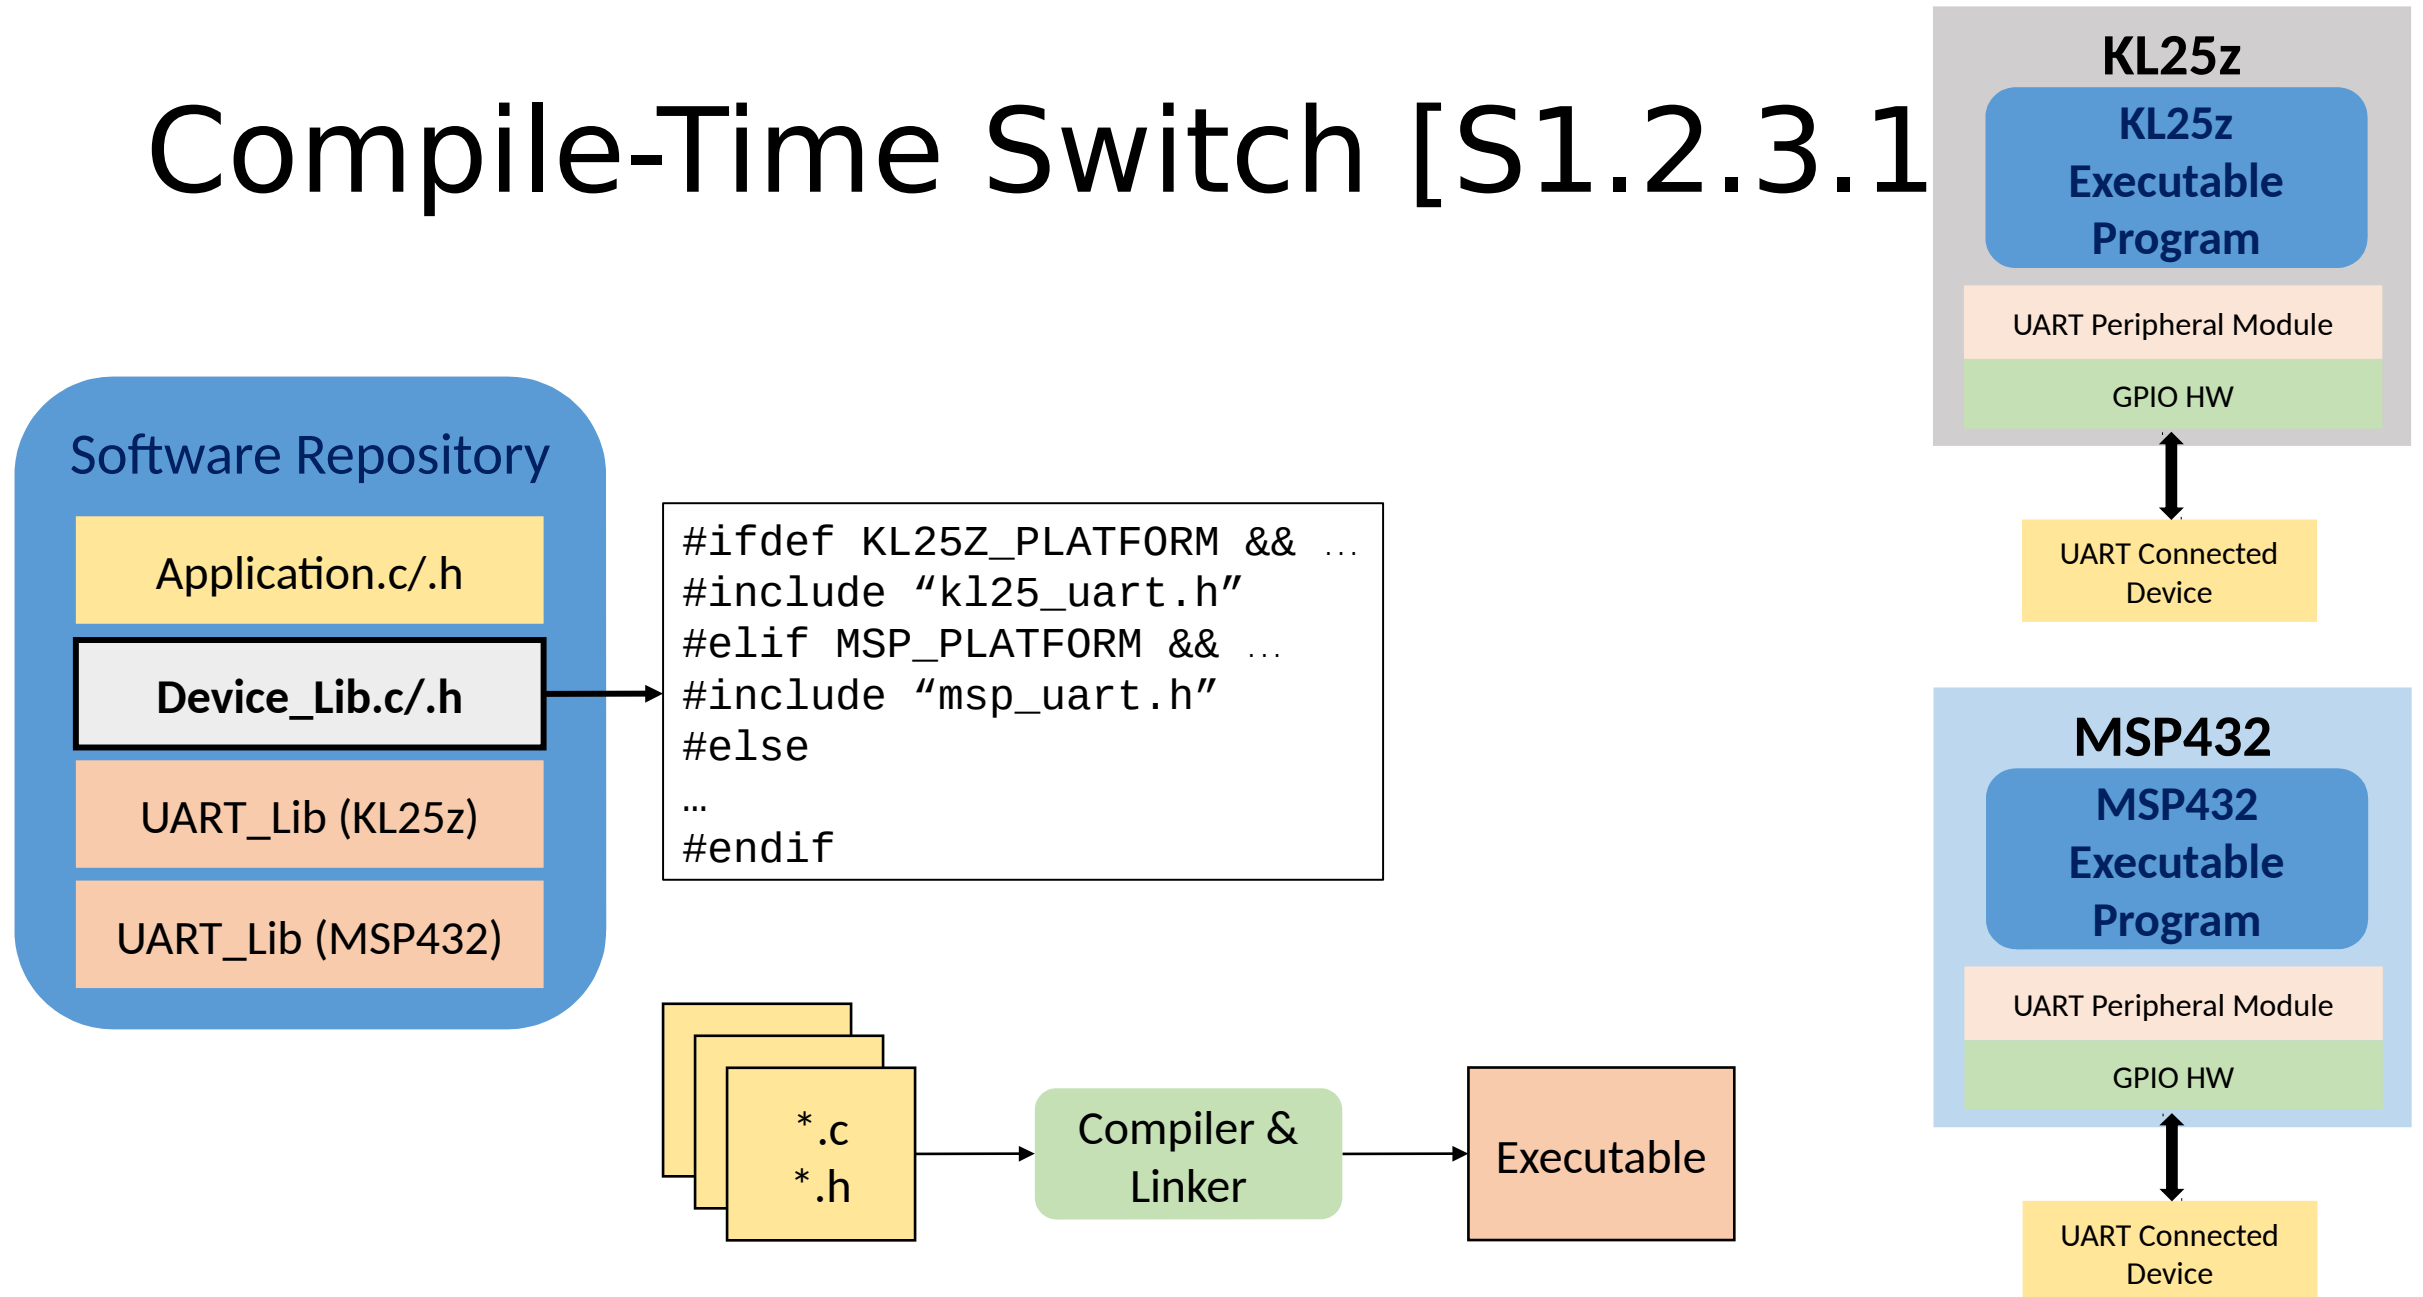 Compile-Time Switch [S1.2.3.1
Software Repository
Application.c/.h
Device_Lib.c/.h
UART_Lib (KL25z)
UART_Lib (MSP432)
#ifdef KL25Z_PLATFORM && ...
#include “kl25_uart.h”
#elif MSP_PLATFORM && ...
#include “msp_uart.h”
#else
…
#endif
*.c
*.h
Compiler &
Linker
Executable
KL25z
KL25z
Executable
Program
UART Peripheral Module
GPIO HW
UART Connected
Device
MSP432
MSP432
Executable
Program
UART Peripheral Module
GPIO HW
UART Connected
Device